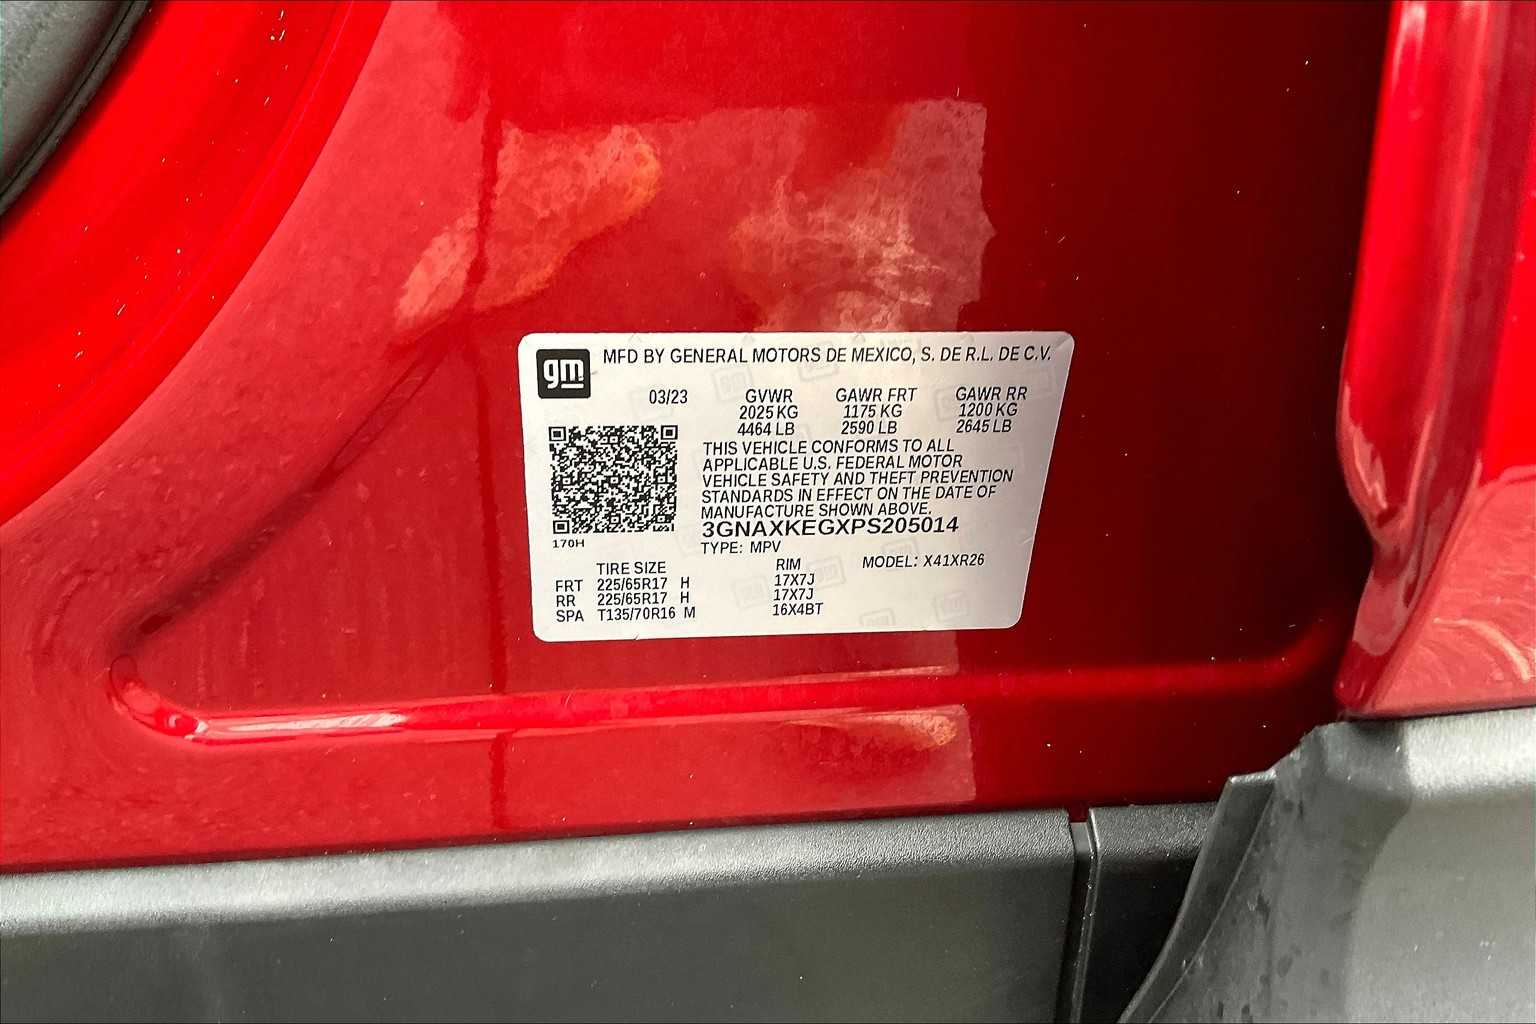 gm MFD BY GENERAL MOTORS DE MEXICO, S. DE R.L. DE C.V.
03/23 GVWR GAWR FRT GAWR RR
2025 KG 1175 KG 1200 KG
4464 LB 2590 LB 2645 LB
THIS VEHICLE CONFORMS TO ALL
APPLICABLE U.S. FEDERAL MOTOR
VEHICLE SAFETY AND THEFT PREVENTION
STANDARDS IN EFFECT ON THE DATE OF
MANUFACTURE SHOWN ABOVE.
3GNAXKEGXPS205014
170H TYPE: MPV
TIRE SIZE RIM MODEL: X41XR26
FRT 225/65R17 H 17X7J
RR 225/65R17 H 17X7J
SPA T135/70R16 M 16X4BT